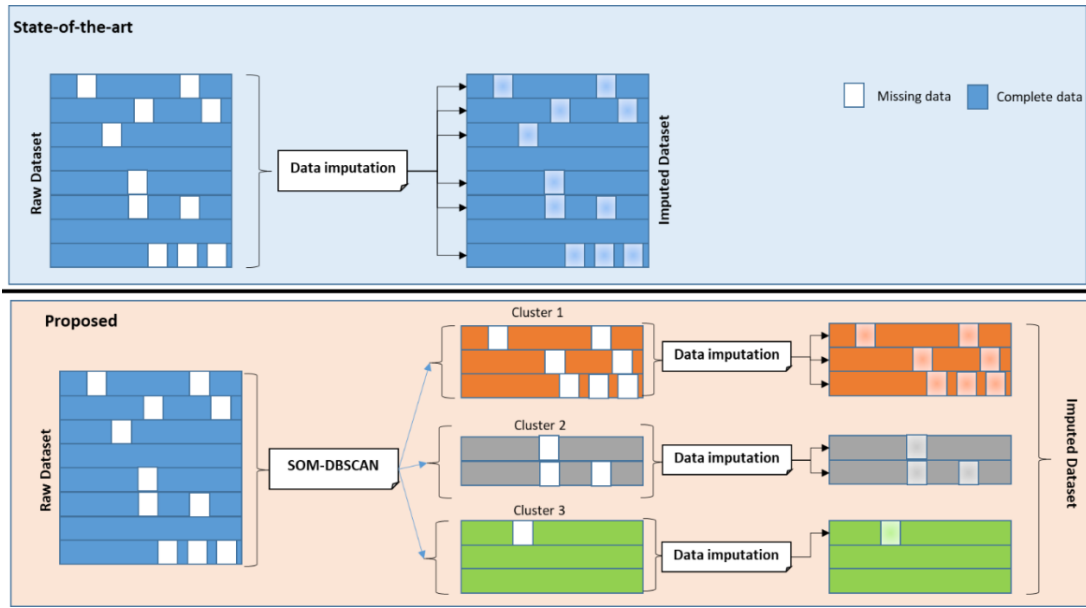 State-of-the-art
Raw Dataset
Data imputation
Imputed Dataset
Missing data
Complete data
Proposed
Raw Dataset
SOM-DBSCAN
Cluster 1
Data imputation
Cluster 2
Data imputation
Cluster 3
Data imputation
Imputed Dataset